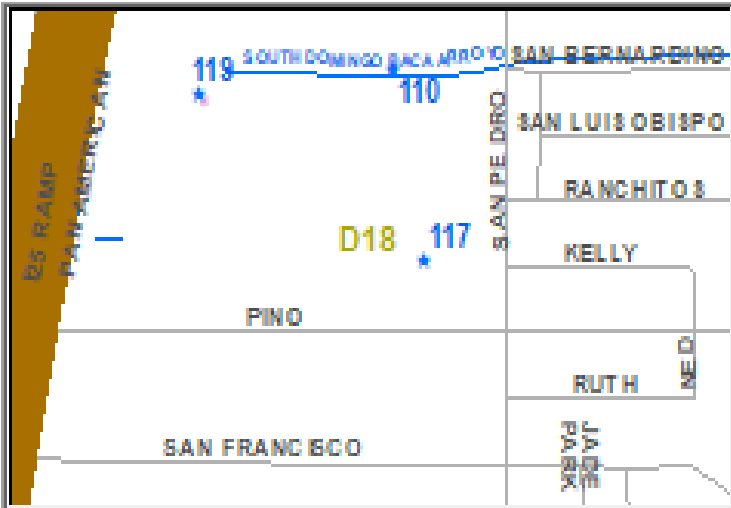 SOUTH DOMINGO BACA ARROYO
SAN BERNARDINO
119
110
SAN LUIS OBISPO
PAN AMERICAN
SAN PEDRO
I25 RAMP
RANCHITOS
D18
117
KELLY
PINO
NED
RUTH
SAN FRANCISCO
JADE
PARK